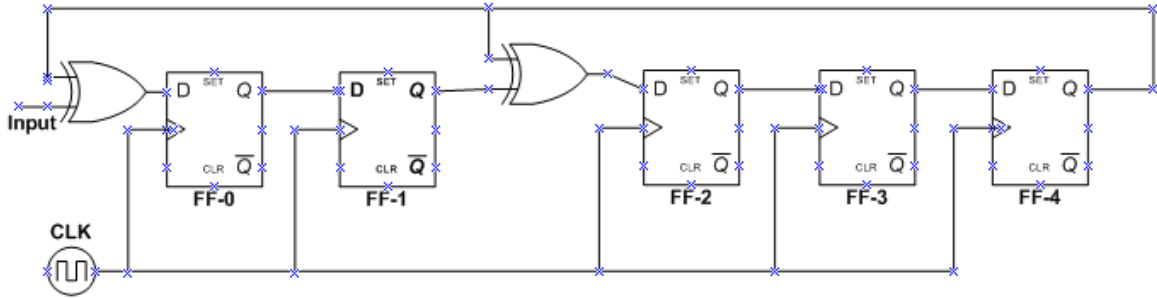 Input
SET
D Q
CLR Q
FF-0
SET
D Q
CLR Q
FF-1
SET
D Q
CLR Q
FF-2
SET
D Q
CLR Q
FF-3
SET
D Q
CLR Q
FF-4
CLK